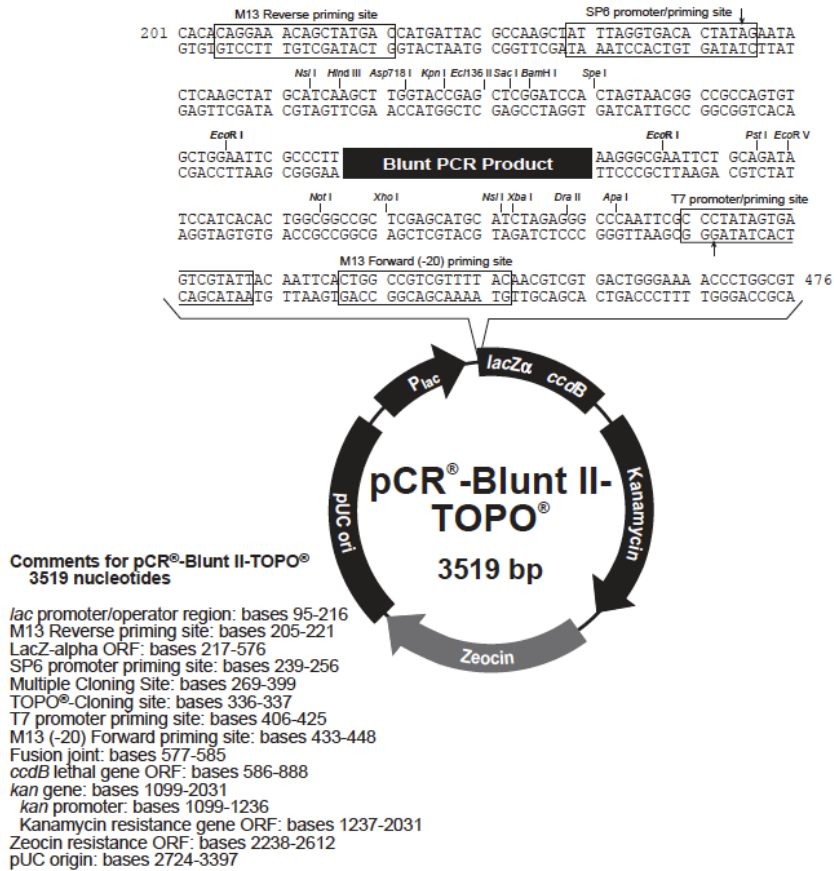 M13 Reverse priming site
SP6 promoter/priming site
201 CACACAGGAA ACAGCTATGA CCATGATTAC GCCAAGCTAT TTAGGTGACA CTATAGAATA
GTGTGTCCTT TGTCGATACT GGTACTAATG CGGTTCGATA AATCCACTGT GATATCTTAT
Nsi I Hind III Asp718 I Kpn I Ecl136 II Sac I BamH I Spe I
CTCAAGCTAT GCATCAAGCT TGGTACCGAG CTCGGATCCA CTAGTAACGG CCGCCAGTGT
GAGTTCGATA CGTAGTTCGA ACCATGGCTC GAGCCTAGGT GATCATTGCC GGCGGTCACA
EcoR I EcoR I Pst I EcoR V
GCTGGAATTC GCCCTT Blunt PCR Product AAGGGCGAATTCT GCAGATA
CGACCTTAAG CGGGAA TTCCCGCTTAAGA CGTCTAT
Not I Xho I Nsi I Xba I Dra II Apa I T7 promoter/priming site
TCCATCACAC TGGCGGCCGC TCGAGCATGC ATCTAGAGGG CCCAATTCGC CCTATAGTGA
AGGTAGTGTG ACCGCCGGCG AGCTCGTACG TAGATCTCCC GGGTTAAGCG GGATATCACT
M13 Forward (-20) priming site
GTCGTATTAC AATTCACTGG CCGTCGTTTT ACAACGTCGT GACTGGGAAA ACCCTGGCGT 476
CAGCATAATG TTAAGTGACC GGCAGCAAAA TGTTGCAGCA CTGACCCTTT TGGGACCGCA
Plac lacZα ccdB
Kanamycin
pUC ori
pCR®-Blunt II-
TOPO®
3519 bp
Zeocin
Comments for pCR®-Blunt II-TOPO®
3519 nucleotides
lac promoter/operator region: bases 95-216
M13 Reverse priming site: bases 205-221
LacZ-alpha ORF: bases 217-576
SP6 promoter priming site: bases 239-256
Multiple Cloning Site: bases 269-399
TOPO®-Cloning site: bases 336-337
T7 promoter priming site: bases 406-425
M13 (-20) Forward priming site: bases 433-448
Fusion joint: bases 577-585
ccdB lethal gene ORF: bases 586-888
kan gene: bases 1099-2031
kan promoter: bases 1099-1236
Kanamycin resistance gene ORF: bases 1237-2031
Zeocin resistance ORF: bases 2238-2612
pUC origin: bases 2724-3397